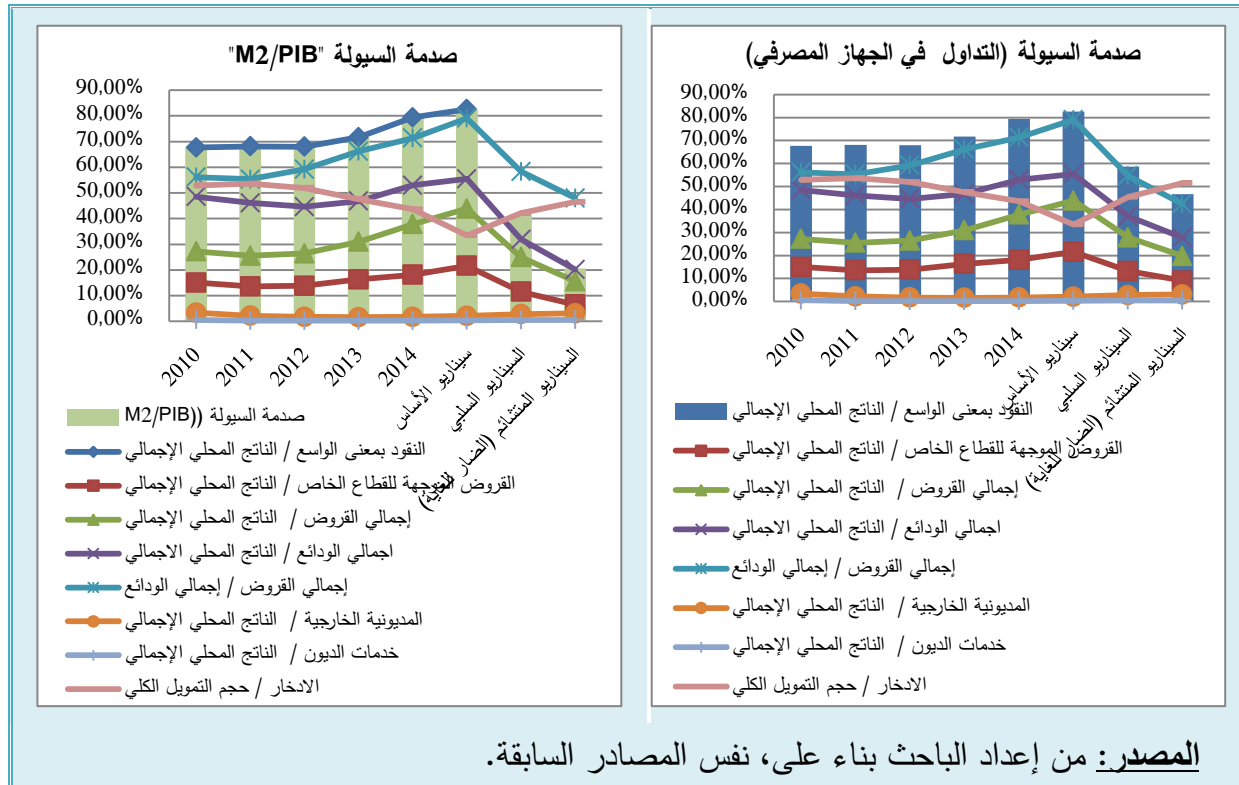 صدمة السيولة (التداول في الجهاز المصرفي)
90,00%
80,00%
70,00%
60,00%
50,00%
40,00%
30,00%
20,00%
10,00%
0,00%
2010
2011
2012
2013
2014
سيناريو الأساس
السيناريو السلبي
السيناريو المتشائم (الضار للغاية)
النقود بمعنى الواسع / الناتج المحلي الإجمالي
القروض الموجهة للقطاع الخاص / الناتج المحلي الإجمالي
إجمالي القروض / الناتج المحلي الإجمالي
اجمالي الودائع / الناتج المحلي الاجمالي
إجمالي القروض / إجمالي الودائع
المديونية الخارجية / الناتج المحلي الإجمالي
خدمات الديون / الناتج المحلي الإجمالي
الادخار / حجم التمويل الكلي
صدمة السيولة "M2/PIB"
90,00%
80,00%
70,00%
60,00%
50,00%
40,00%
30,00%
20,00%
10,00%
0,00%
2010
2011
2012
2013
2014
سيناريو الأساس
السيناريو السلبي
السيناريو المتشائم (الضار للغاية)
صدمة السيولة ((M2/PIB
النقود بمعنى الواسع / الناتج المحلي الإجمالي
القروض الموجهة للقطاع الخاص / الناتج المحلي الإجمالي
إجمالي القروض / الناتج المحلي الإجمالي
اجمالي الودائع / الناتج المحلي الاجمالي
إجمالي القروض / إجمالي الودائع
المديونية الخارجية / الناتج المحلي الإجمالي
خدمات الديون / الناتج المحلي الإجمالي
الادخار / حجم التمويل الكلي
المصدر: من إعداد الباحث بناء على، نفس المصادر السابقة.